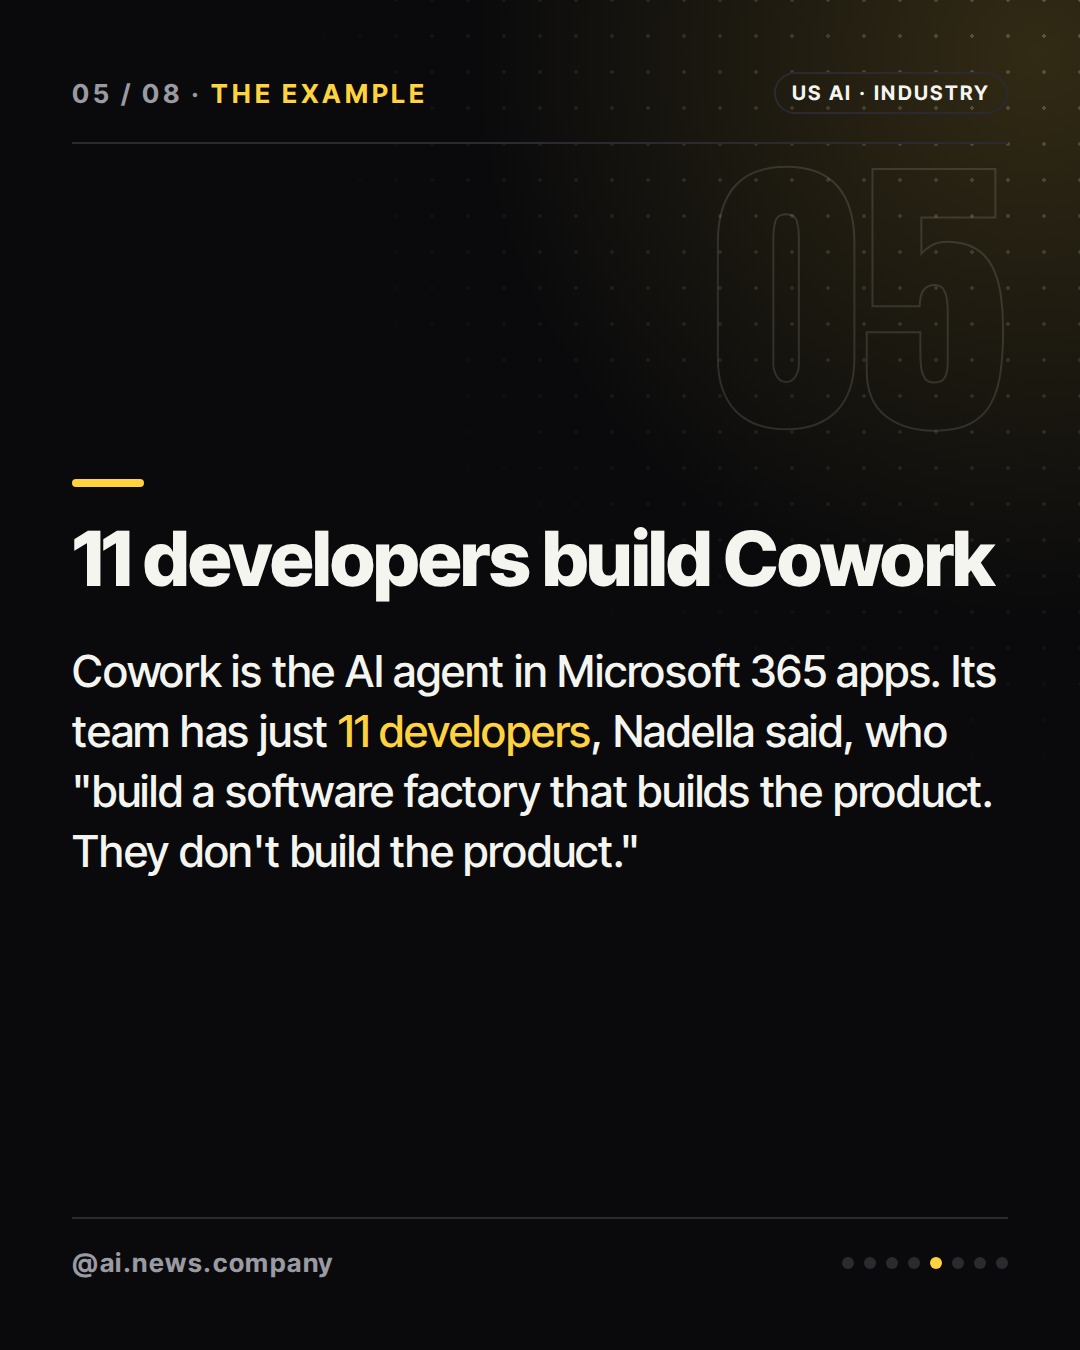 05 / 08 · THE EXAMPLE
US AI · INDUSTRY
05
11 developers build Cowork
Cowork is the AI agent in Microsoft 365 apps. Its
team has just 11 developers, Nadella said, who
"build a software factory that builds the product.
They don't build the product."
@ai.news.company